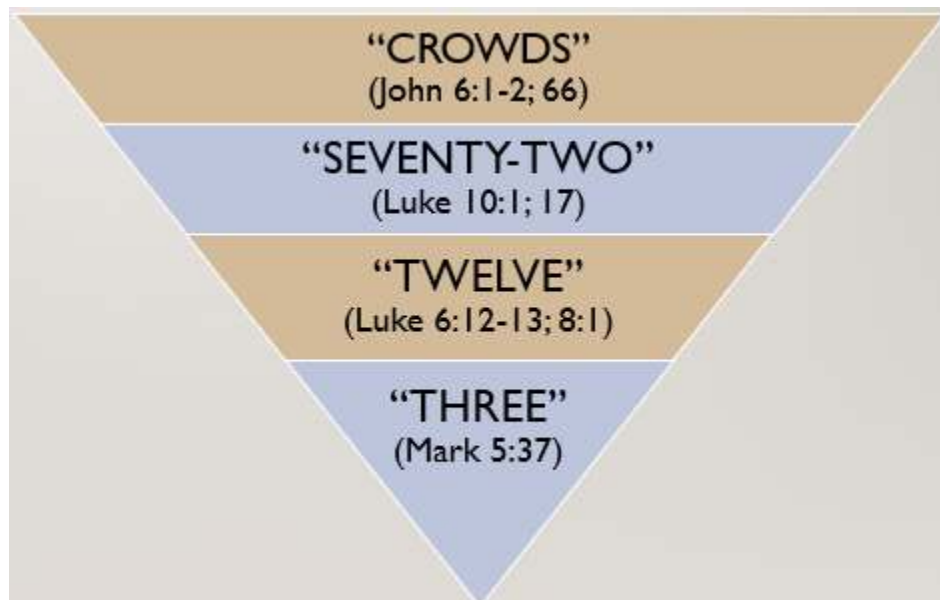 “CROWDS”
(John 6:1-2; 66)
“SEVENTY-TWO”
(Luke 10:1; 17)
“TWELVE”
(Luke 6:12-13; 8:1)
“THREE”
(Mark 5:37)